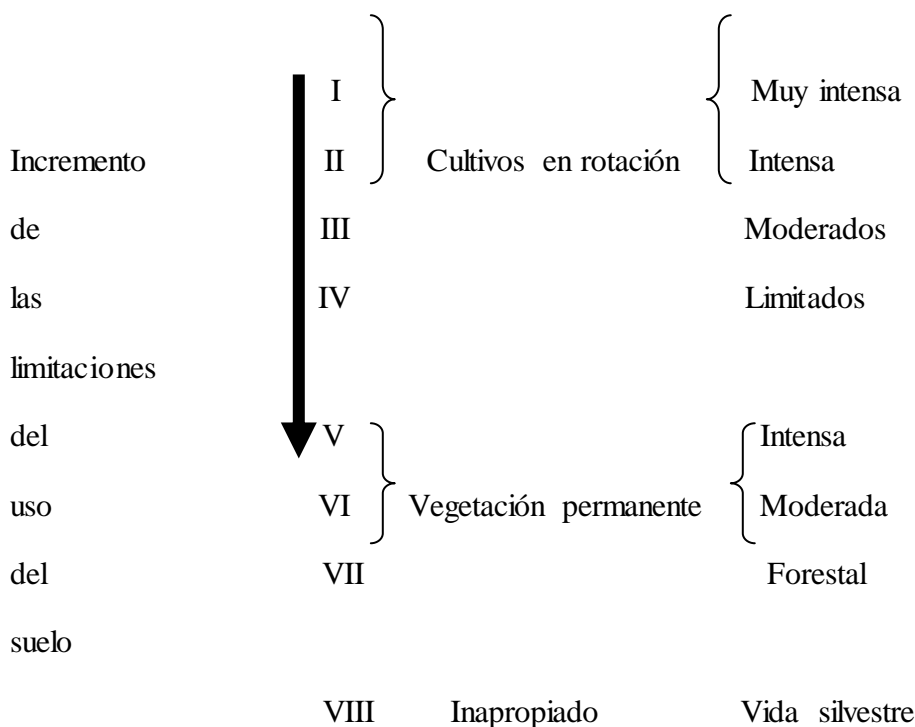 I Muy intensa
Incremento II Cultivos en rotación Intensa
de III Moderados
las IV Limitados
limitaciones
del V Intensa
uso VI Vegetación permanente Moderada
del VII Forestal
suelo
VIII Inapropiado Vida silvestre